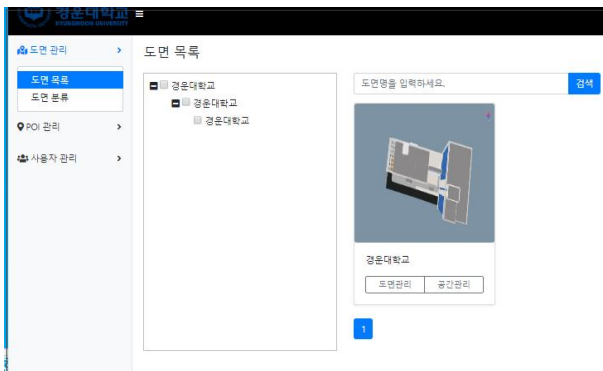 경운대학교
KYUNGWOON UNIVERSITY
도면 관리
도면 목록
도면 분류
POI 관리
사용자 관리
도면 목록
경운대학교
경운대학교
경운대학교
도면명을 입력하세요.
검색
경운대학교
도면관리
공간관리
1